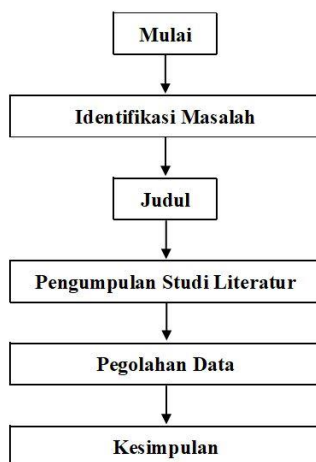 Mulai
Identifikasi Masalah
Judul
Pengumpulan Studi Literatur
Pegolahan Data
Kesimpulan